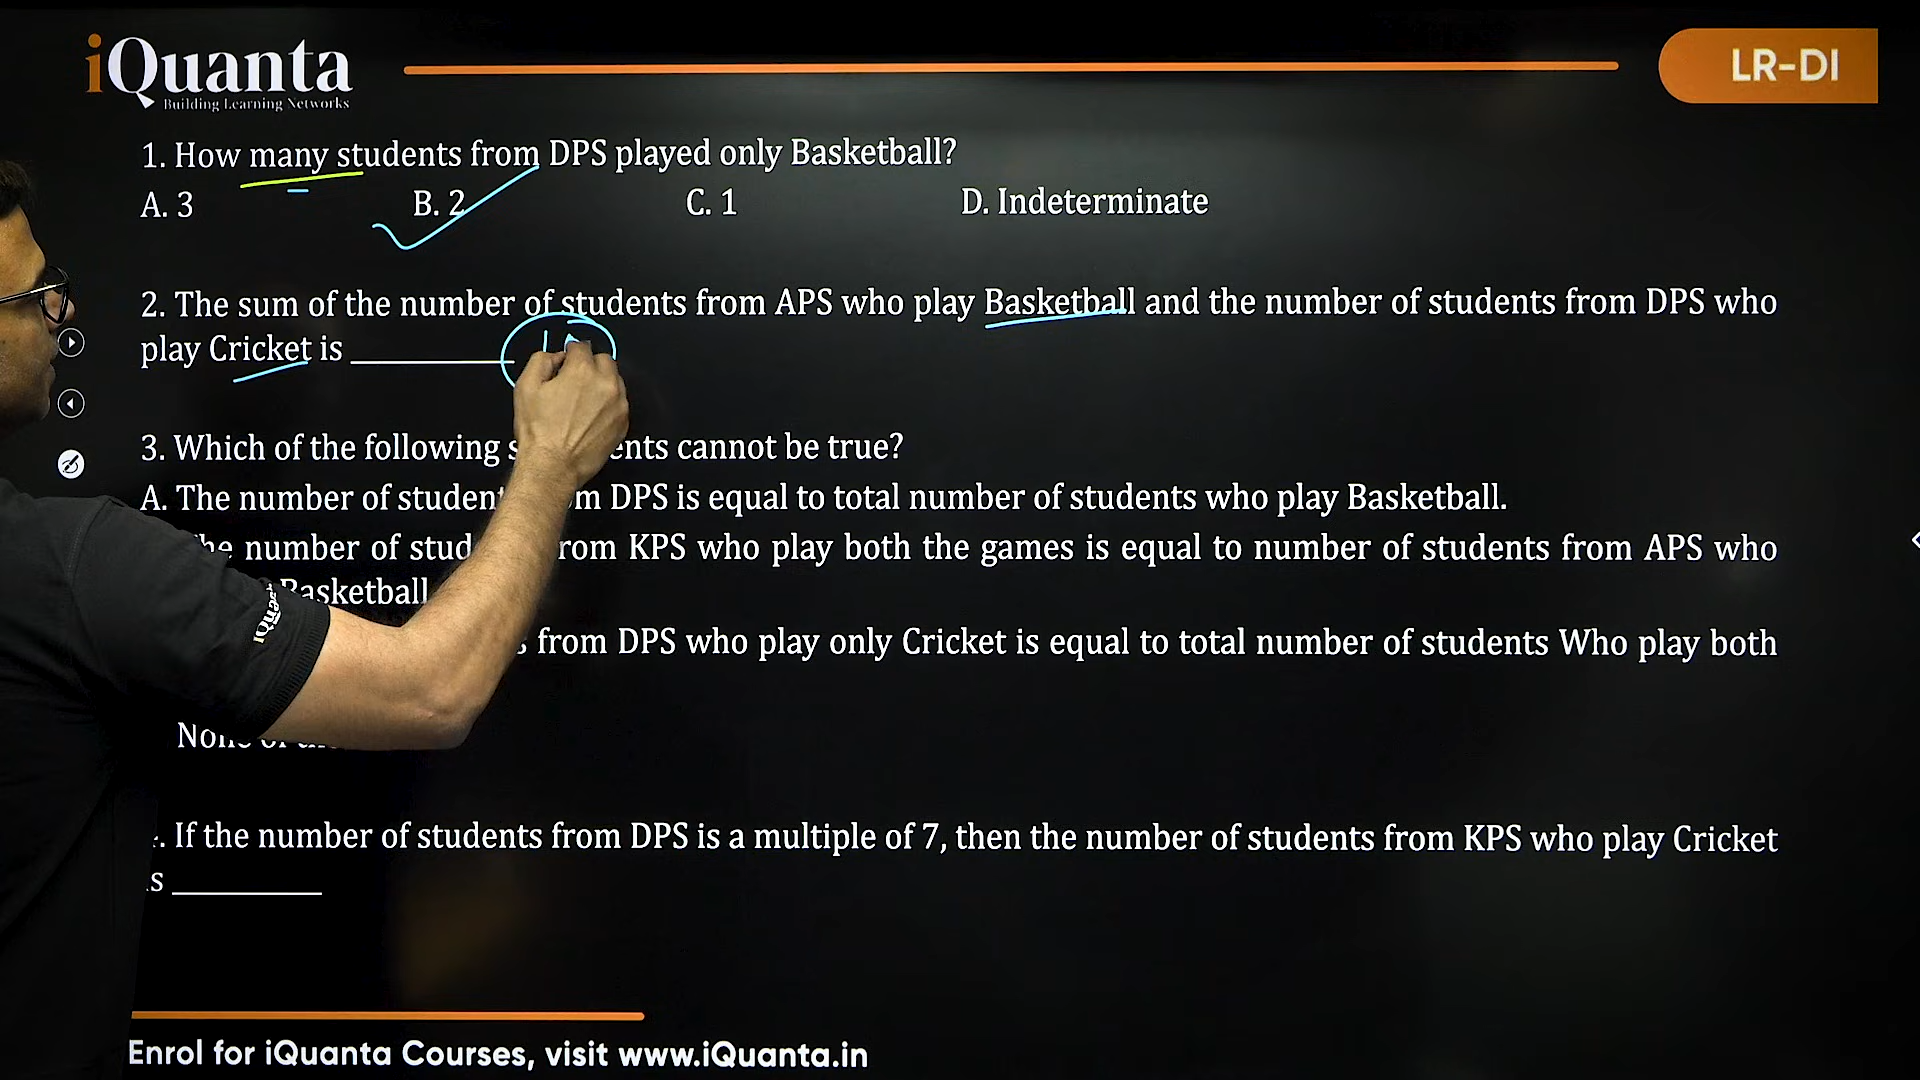 iQuanta
Building Learning Networks
LR-DI
1. How many students from DPS played only Basketball?
A. 3 B. 2 C. 1 D. Indeterminate
2. The sum of the number of students from APS who play Basketball and the number of students from DPS who
play Cricket is __________
3. Which of the following cannot be true?
A. The number of DPS is equal to total number of students who play Basketball.
number of KPS who play both the games is equal to number of students from APS who
Basketball
from DPS who play only Cricket is equal to total number of students Who play both
iQuanta
. If the number of students from DPS is a multiple of 7, then the number of students from KPS who play Cricket
is __________
Enrol for iQuanta Courses, visit www.iQuanta.in